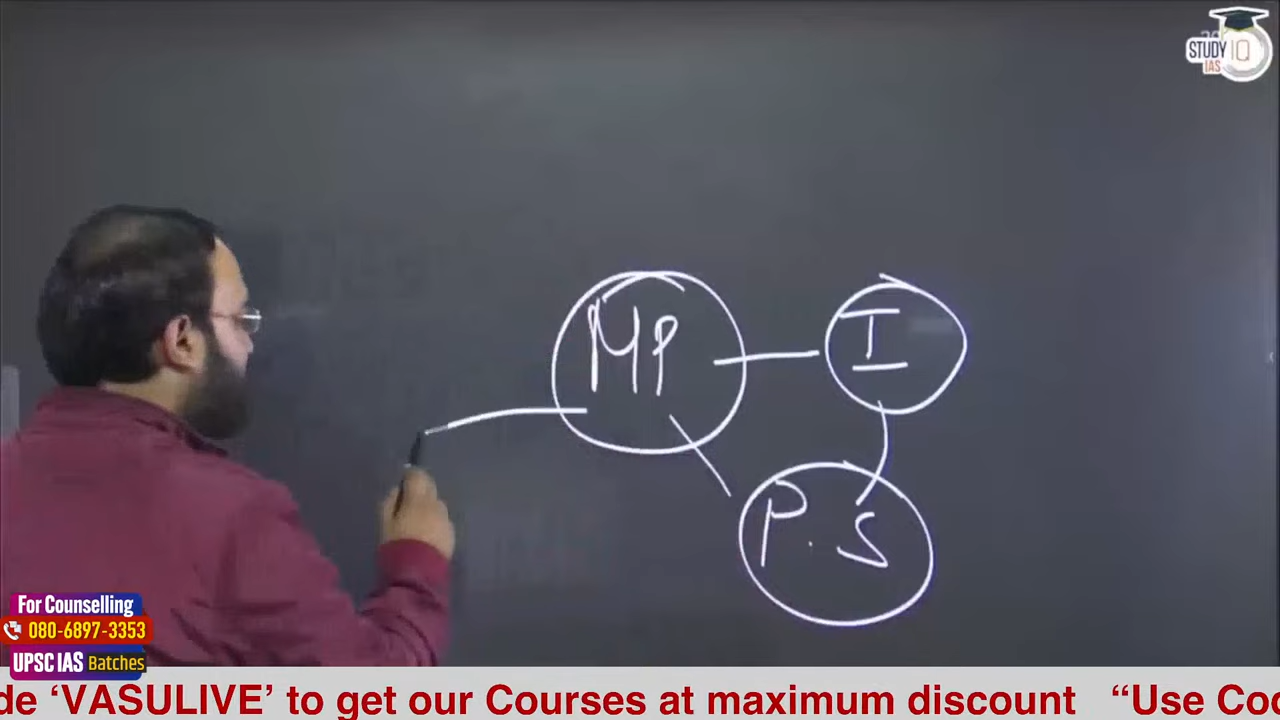 STUDY IQ
IAS
MP
I
P.S
For Counselling
080-6897-3353
UPSC IAS Batches
de ‘VASULIVE’ to get our Courses at maximum discount “Use Coc